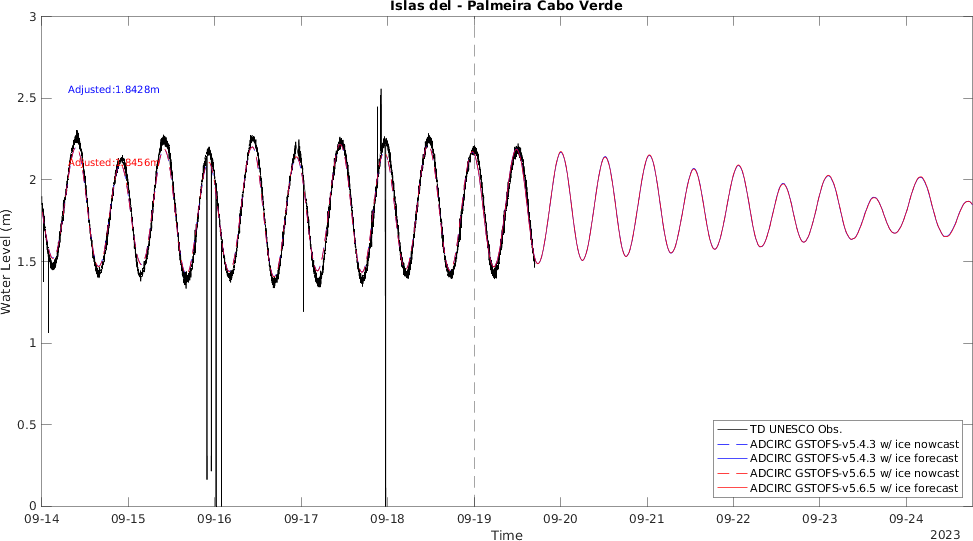 Islas del - Palmeira Cabo Verde
3
2.5
2
1.5
1
0.5
0
Water Level (m)
Adjusted:1.8428m
Adjusted:1.8456m
TD UNESCO Obs.
ADCIRC GSTOFS-v5.4.3 w/ ice nowcast
ADCIRC GSTOFS-v5.4.3 w/ ice forecast
ADCIRC GSTOFS-v5.6.5 w/ ice nowcast
ADCIRC GSTOFS-v5.6.5 w/ ice forecast
09-14 09-15 09-16 09-17 09-18 09-19 09-20 09-21 09-22 09-23 09-24
Time
2023